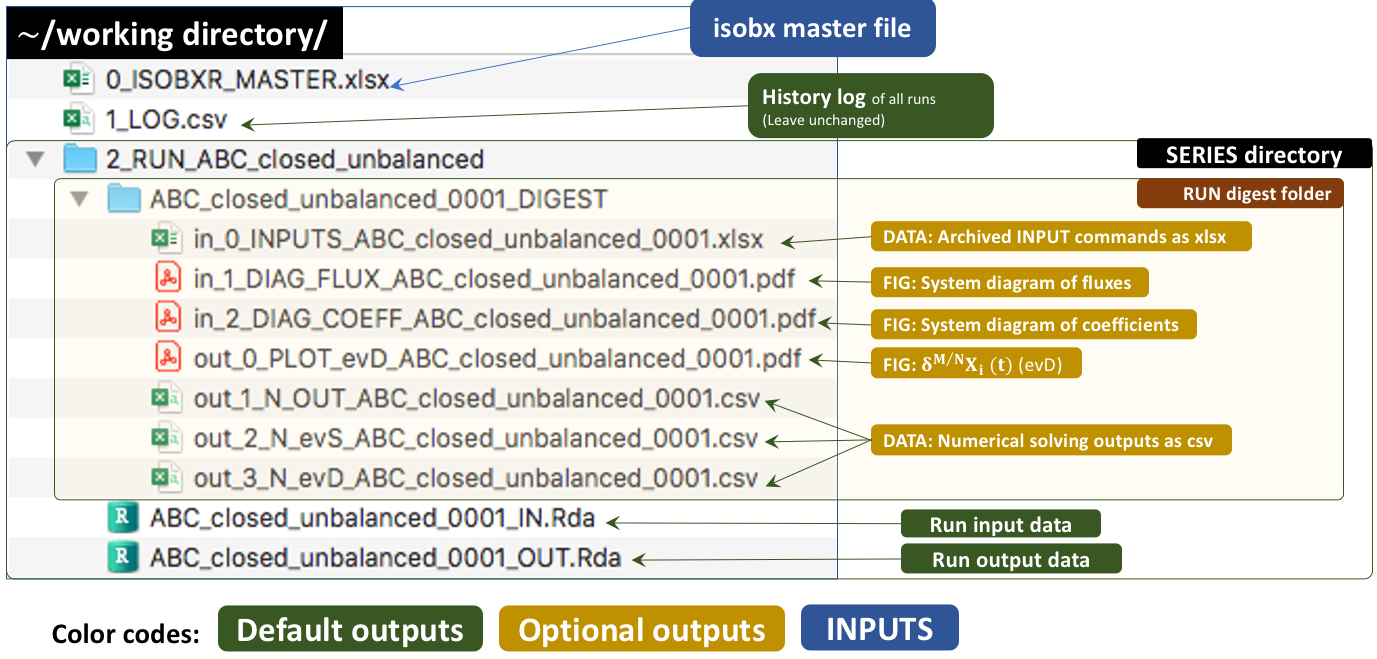 ~/working directory/
isobx master file
0_ISOBXR_MASTER.xlsx
History log of all runs
(Leave unchanged)
1_LOG.csv
2_RUN_ABC_closed_unbalanced
SERIES directory
ABC_closed_unbalanced_0001_DIGEST
RUN digest folder
in_0_INPUTS_ABC_closed_unbalanced_0001.xlsx
DATA: Archived INPUT commands as xlsx
in_1_DIAG_FLUX_ABC_closed_unbalanced_0001.pdf
FIG: System diagram of fluxes
in_2_DIAG_COEFF_ABC_closed_unbalanced_0001.pdf
FIG: System diagram of coefficients
out_0_PLOT_evD_ABC_closed_unbalanced_0001.pdf
FIG: δ^{M/N}X_i (t) (evD)
out_1_N_OUT_ABC_closed_unbalanced_0001.csv
out_2_N_evS_ABC_closed_unbalanced_0001.csv
DATA: Numerical solving outputs as csv
out_3_N_evD_ABC_closed_unbalanced_0001.csv
ABC_closed_unbalanced_0001_IN.Rda
Run input data
ABC_closed_unbalanced_0001_OUT.Rda
Run output data
Color codes: Default outputs Optional outputs INPUTS